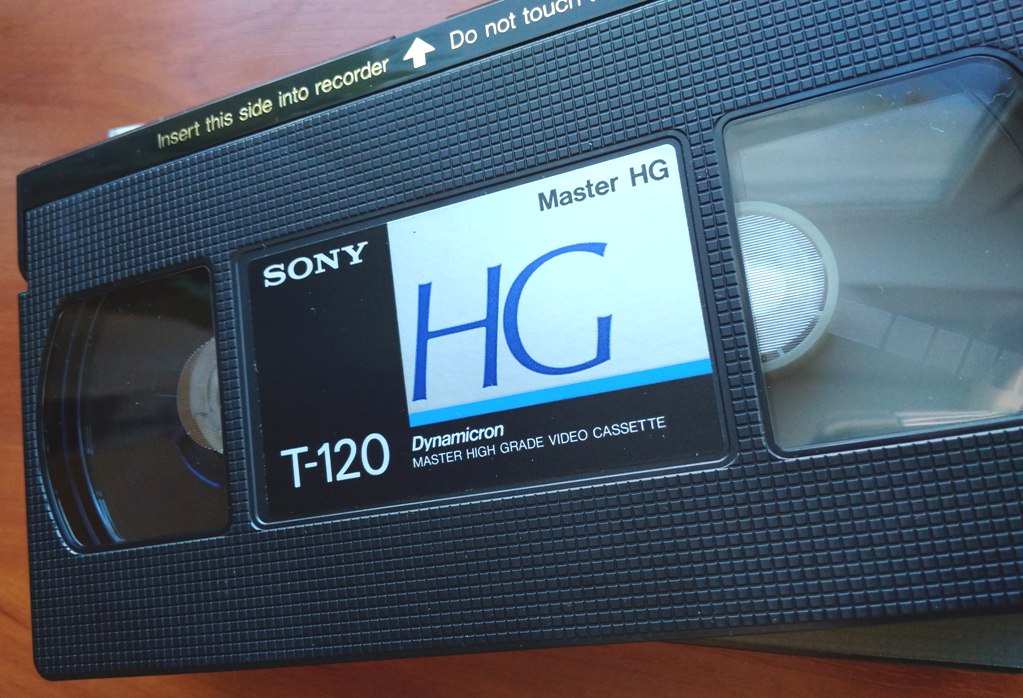 Insert this side into recorder
Do not touch
Master HG
SONY
HG
T-120
Dynamicron
MASTER HIGH GRADE VIDEO CASSETTE